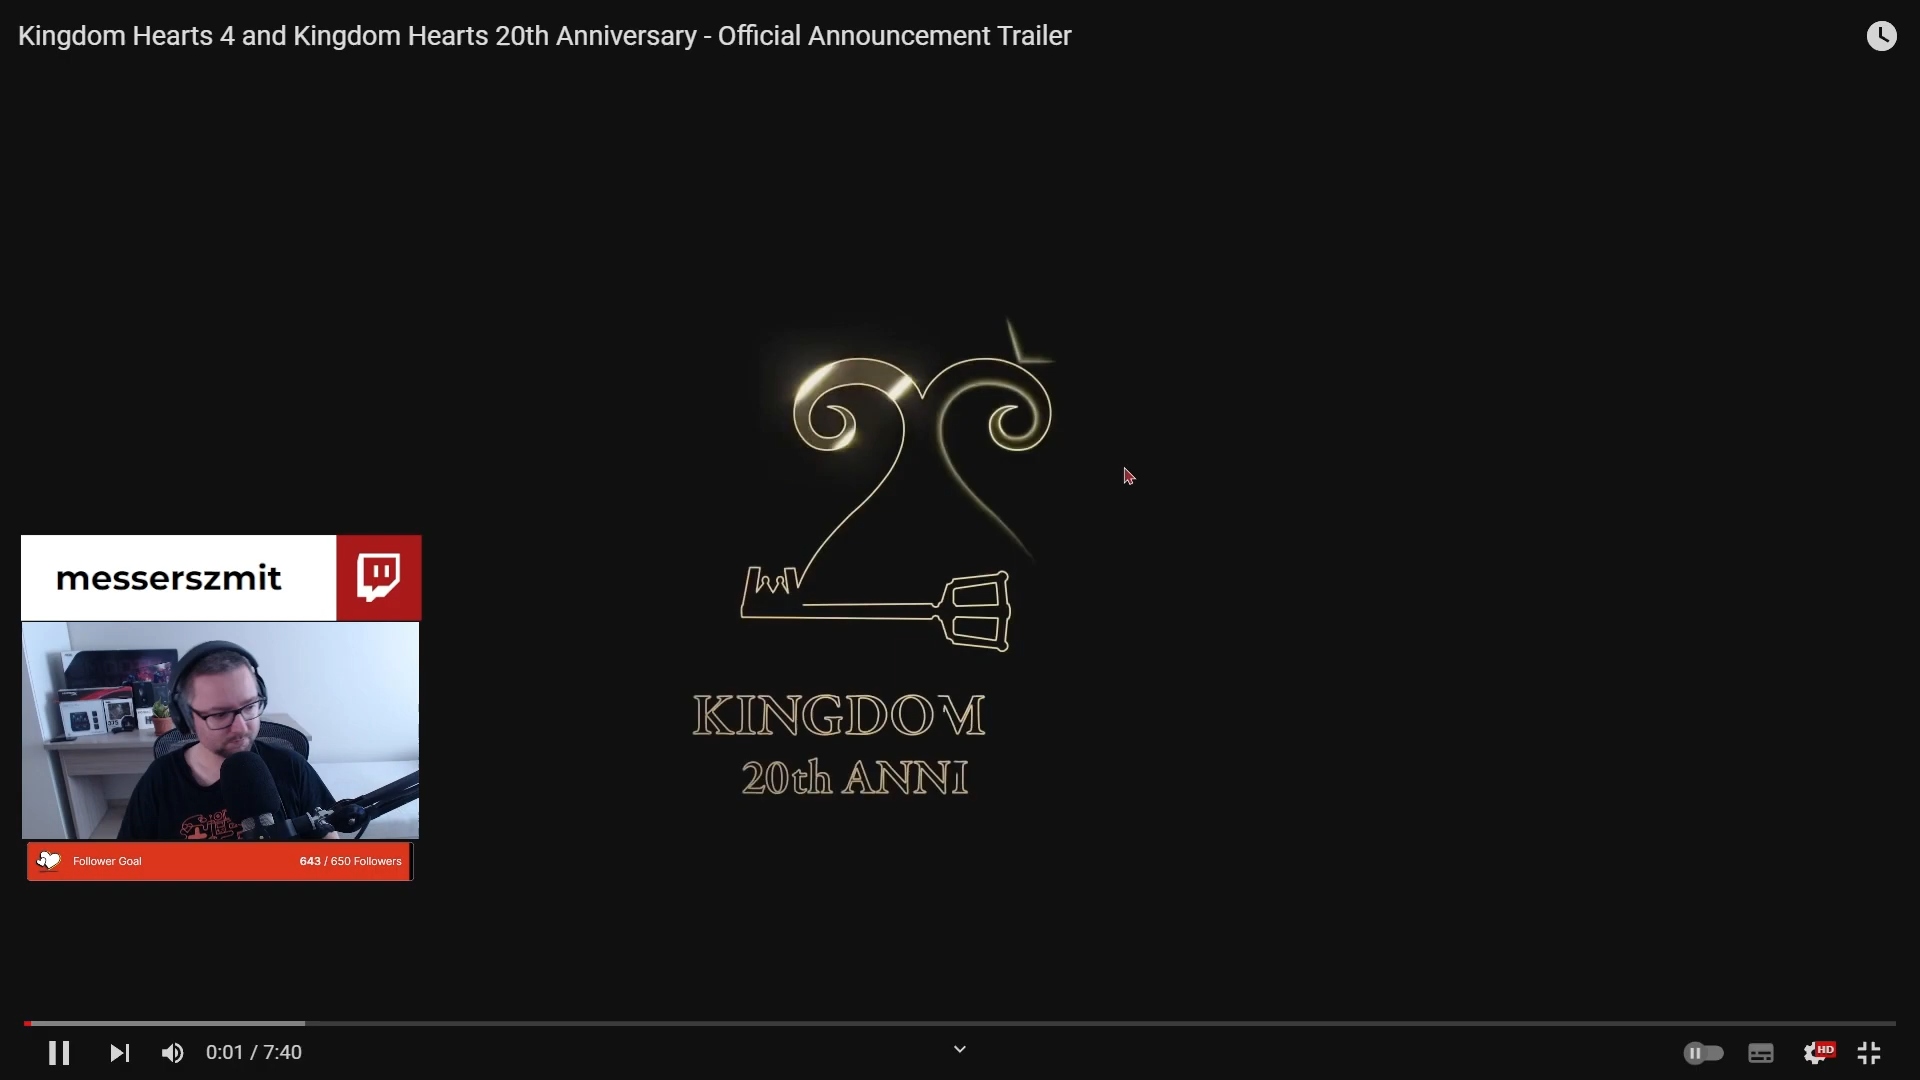 Kingdom Hearts 4 and Kingdom Hearts 20th Anniversary - Official Announcement Trailer
KINGDOM
20th ANNI
messerszmit
Follower Goal 643 / 650 Followers
0:01 / 7:40
HD